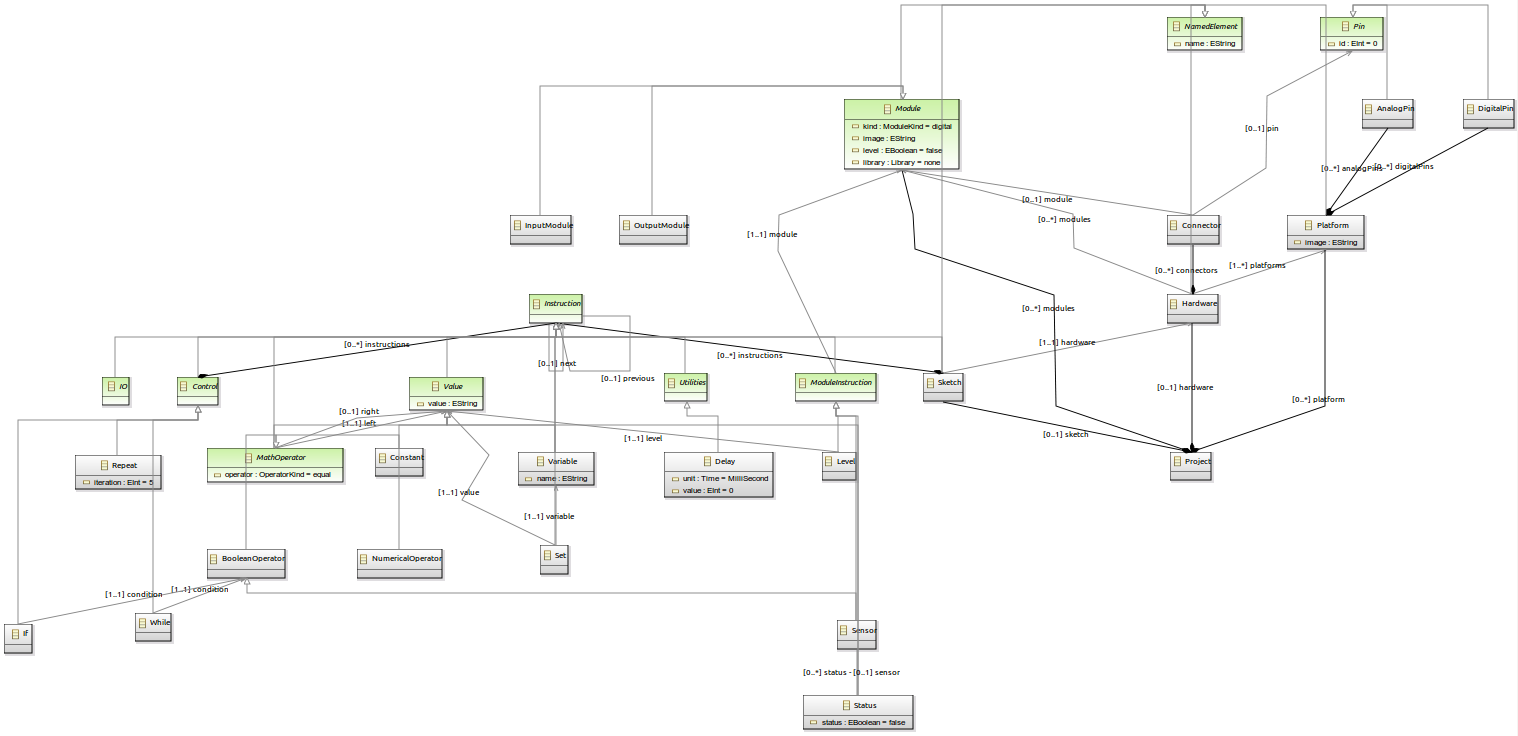 NamedElement
name : EString
Pin
id : EInt = 0
Module
kind : ModuleKind = digital
image : EString
level : EBoolean = false
library : Library = none
AnalogPin
DigitalPin
[0..1] pin
[0..*] analogPins
[0..*] digitalPins
[0..1] module
[0..*] modules
[1..1] module
InputModule
OutputModule
Connector
Platform
image : EString
[0..*] connectors
[1..*] platforms
Instruction
Hardware
[0..*] modules
[0..*] instructions
[0..1] next
[0..*] instructions
[1..1] hardware
[0..1] previous
IO
Control
Value
value : EString
Utilities
ModuleInstruction
Sketch
[0..1] hardware
[0..*] platform
[0..1] right
[1..1] left
[1..1] level
[0..1] sketch
Repeat
iteration : EInt = 5
MathOperator
operator : OperatorKind = equal
Constant
Variable
name : EString
Delay
unit : Time = MilliSecond
value : EInt = 0
Level
Project
[1..1] value
[1..1] variable
BooleanOperator
NumericalOperator
Set
[1..1] condition
[1..1] condition
If
While
Sensor
[0..*] status - [0..1] sensor
Status
status : EBoolean = false